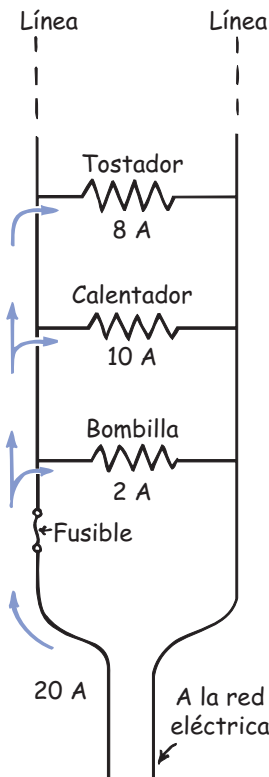 Línea Línea
Tostador
8 A
Calentador
10 A
Bombilla
2 A
Fusible
20 A
A la red
eléctrica